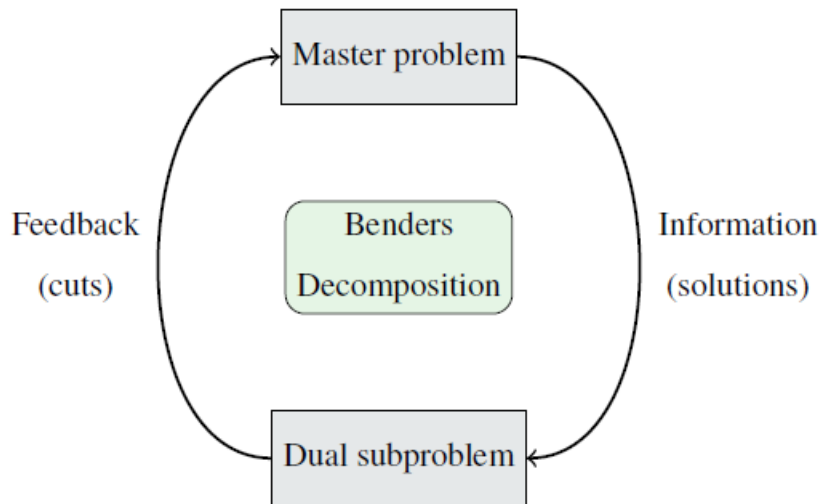 Master problem
Feedback
(cuts)
Benders
Decomposition
Information
(solutions)
Dual subproblem